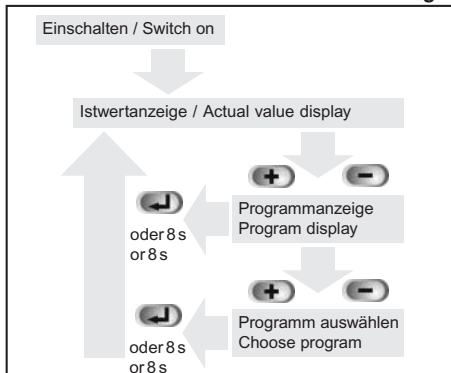 Einschalten / Switch on
Istwertanzeige / Actual value display
+ -
oder 8 s
or 8 s
Programmanzeige
Program display
+ -
oder 8 s
or 8 s
Programm auswählen
Choose program